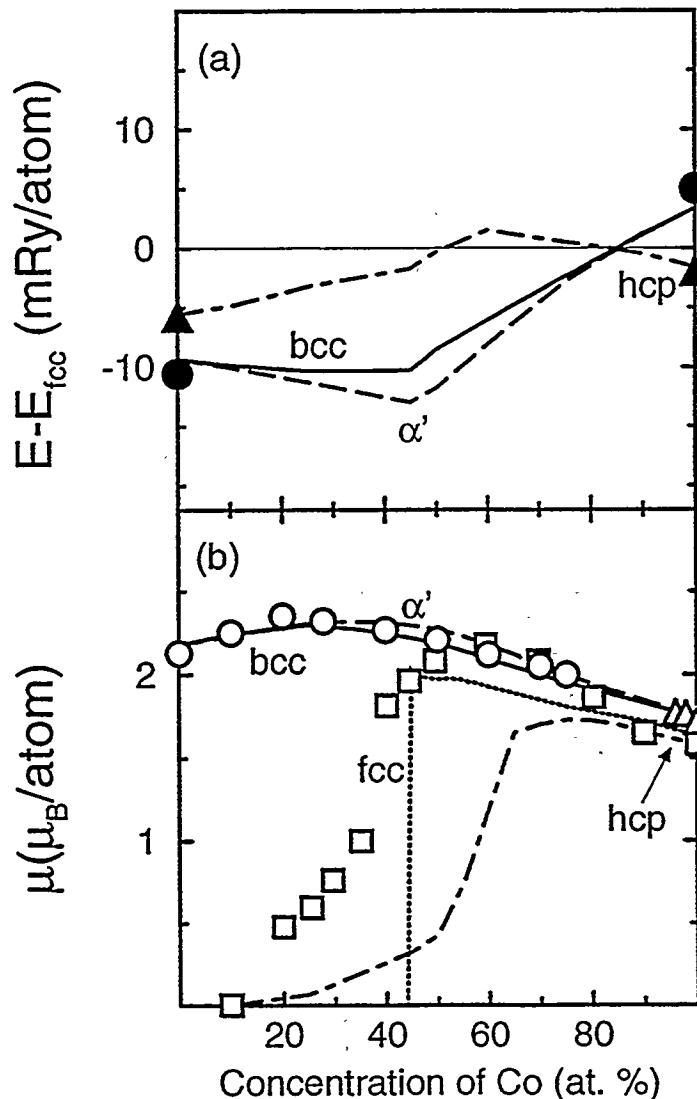 (a)
10
0
-10
E-E_fcc (mRy/atom)
hcp
bcc
α'
(b)
α'
bcc
2
fcc
1
hcp
μ(μ_B/atom)
20 40 60 80
Concentration of Co (at. %)